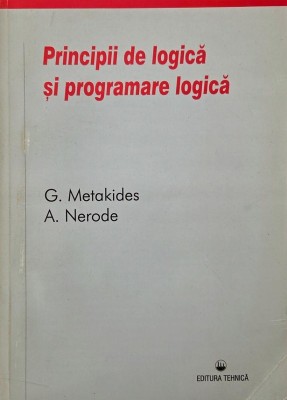 Principii de logică
și programare logică
G. Metakides
A. Nerode
EDITURA TEHNICĂ